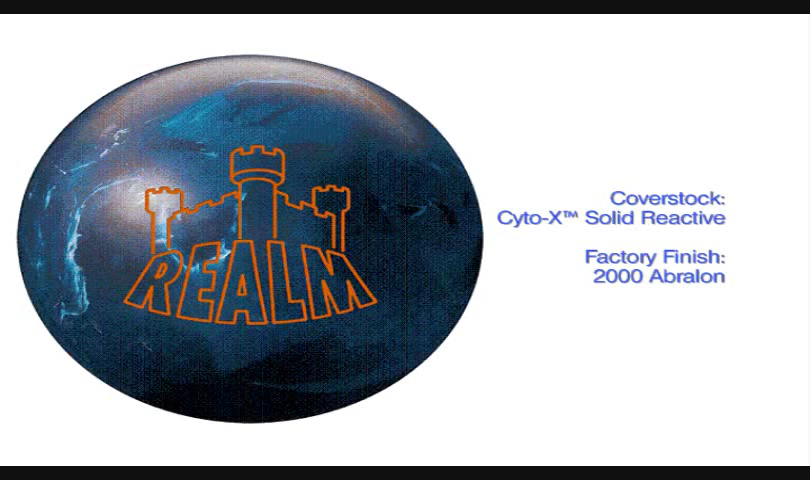 REALM
Coverstock:
Cyto-X™ Solid Reactive
Factory Finish:
2000 Abralon